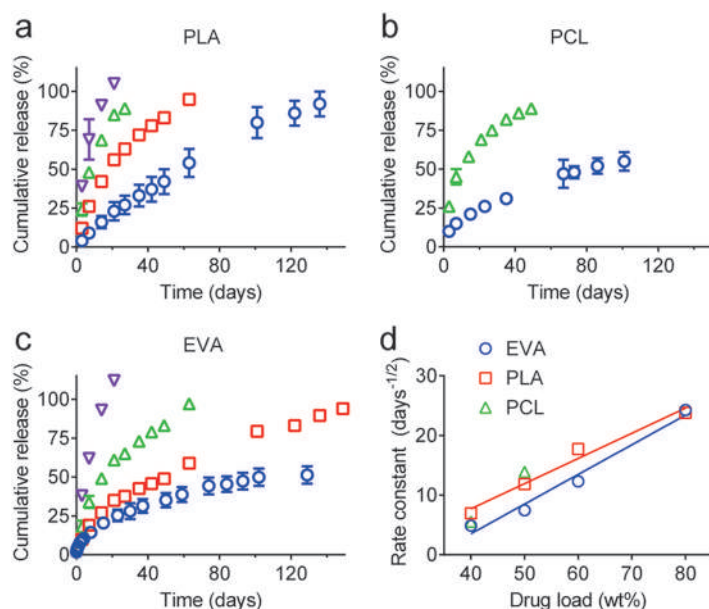 a
PLA
Cumulative release (%)
100
75
50
25
0
0 40 80 120
Time (days)
b
PCL
Cumulative release (%)
100
75
50
25
0
0 40 80 120
Time (days)
c
EVA
Cumulative release (%)
100
75
50
25
0
0 40 80 120
Time (days)
d
EVA
PLA
PCL
Rate constant (days-1/2)
30
20
10
0
40 50 60 70 80
Drug load (wt%)